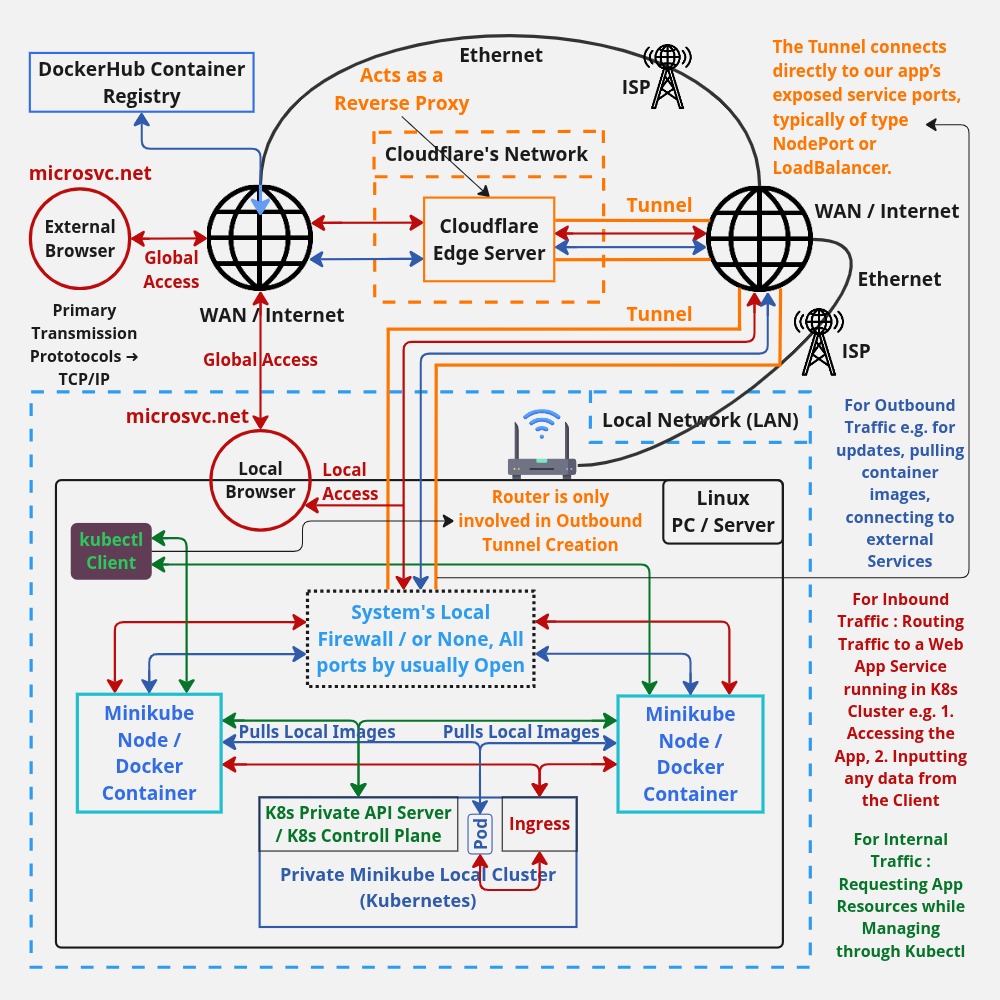 Ethernet
ISP
The Tunnel connects
directly to our app's
exposed service ports,
typically of type
NodePort or
LoadBalancer.
DockerHub Container
Registry
Acts as a
Reverse Proxy
Cloudflare's Network
microsvc.net
External
Browser
Global
Access
Cloudflare
Edge Server
Tunnel
WAN / Internet
Ethernet
Primary
Transmission
Prototocols →
TCP/IP
WAN / Internet
Tunnel
ISP
Global Access
microsvc.net
Local Network (LAN)
For Outbound
Traffic e.g. for
updates, pulling
container
images,
connecting to
external
Services
Local
Browser
Local
Access
Router is only
involved in Outbound
Tunnel Creation
Linux
PC / Server
kubectl
Client
System's Local
Firewall / or None, All
ports by usually Open
For Inbound
Traffic : Routing
Traffic to a Web
App Service
running in K8s
Cluster e.g. 1.
Accessing the
App, 2. Inputting
any data from
the Client
Minikube
Node /
Docker
Container
Pulls Local Images
Pulls Local Images
Minikube
Node /
Docker
Container
K8s Private API Server
/ K8s Controll Plane
Pod
Ingress
Private Minikube Local Cluster
(Kubernetes)
For Internal
Traffic :
Requesting App
Resources while
Managing
through Kubectl